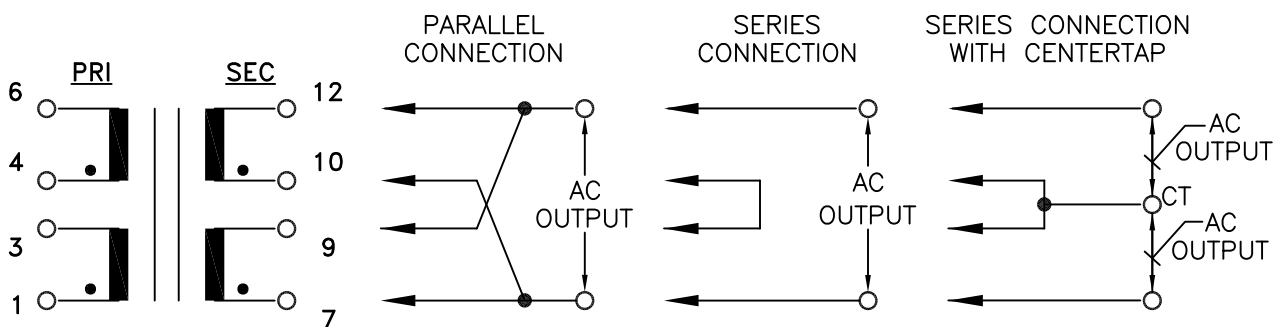 PRI
SEC
6
4
3
1
12
10
9
7
PARALLEL
CONNECTION
AC
OUTPUT
SERIES
CONNECTION
AC
OUTPUT
SERIES CONNECTION
WITH CENTERTAP
AC
OUTPUT
CT
AC
OUTPUT